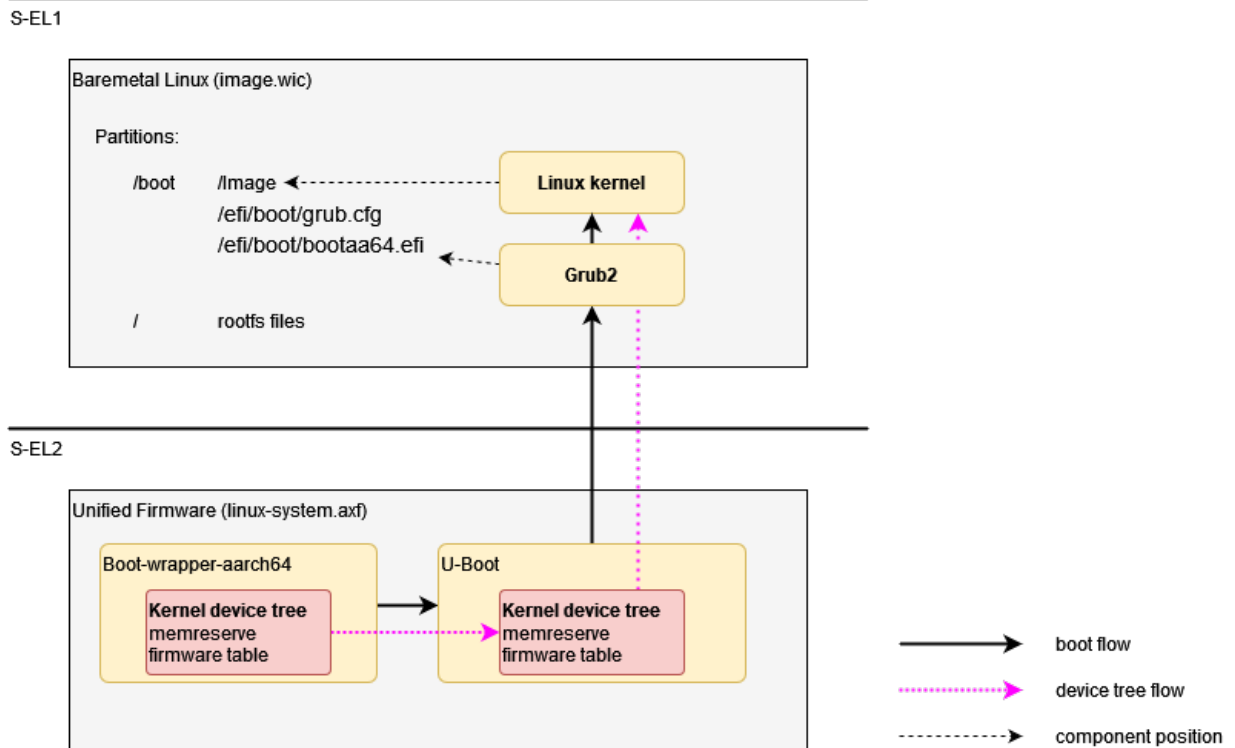 S-EL1
Baremetal Linux (image.wic)
Partitions:
/boot /Image Linux kernel
/efi/boot/grub.cfg
/efi/boot/bootaa64.efi
Grub2
/ rootfs files
S-EL2
Unified Firmware (linux-system.axf)
Boot-wrapper-aarch64 U-Boot
Kernel device tree Kernel device tree
memreserve memreserve
firmware table firmware table
boot flow
device tree flow
component position